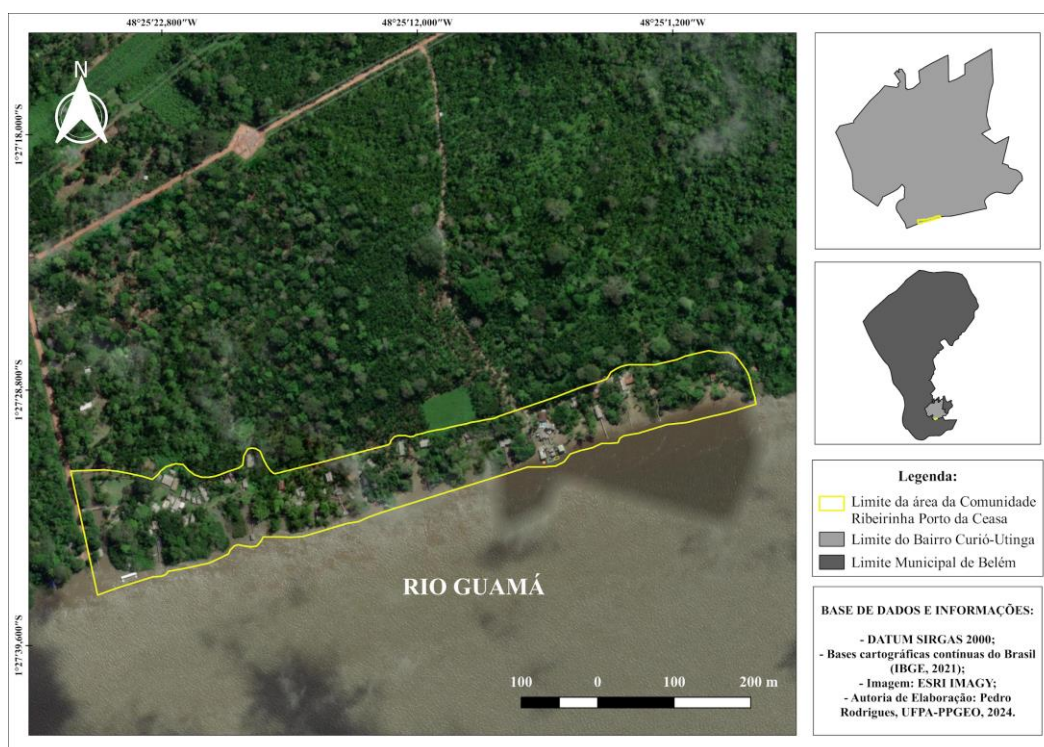 48°25'22,800"W
48°25'12,000"W
48°25'1,200"W
N
1°27'18,000"S
1°27'28,800"S
1°27'39,600"S
RIO GUAMÁ
100 0 100 200 m
Legenda:
Limite da área da Comunidade
Ribeirinha Porto da Ceasa
Limite do Bairro Curió-Utinga
Limite Municipal de Belém
BASE DE DADOS E INFORMAÇÕES:
- DATUM SIRGAS 2000;
- Bases cartográficas contínuas do Brasil
(IBGE, 2021);
- Imagem: ESRI IMAGY;
- Autoria de Elaboração: Pedro
Rodrigues, UFPA-PPGEO, 2024.